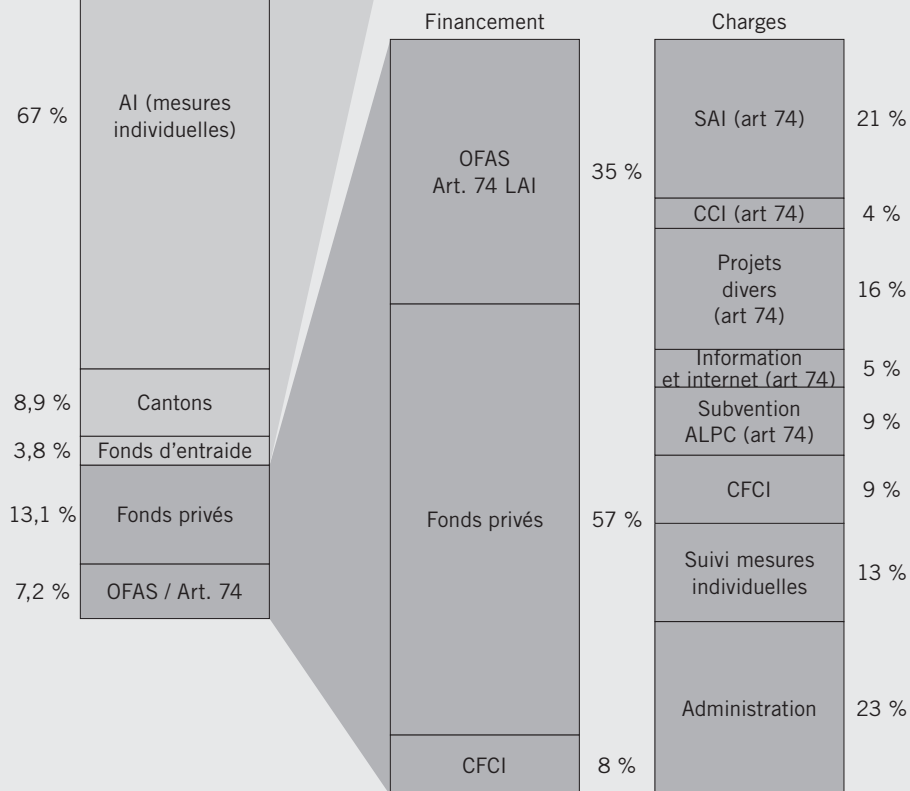 67 %
AI (mesures
individuelles)
8,9 %
Cantons
3,8 %
Fonds d'entraide
13,1 %
Fonds privés
7,2 %
OFAS / Art. 74
Financement
OFAS
Art. 74 LAI
35 %
Fonds privés
57 %
CFCI
8 %
Charges
SAI (art 74)
21 %
CCI (art 74)
4 %
Projets
divers
(art 74)
16 %
Information
et internet (art 74)
5 %
Subvention
ALPC (art 74)
9 %
CFCI
9 %
Suivi mesures
individuelles
13 %
Administration
23 %